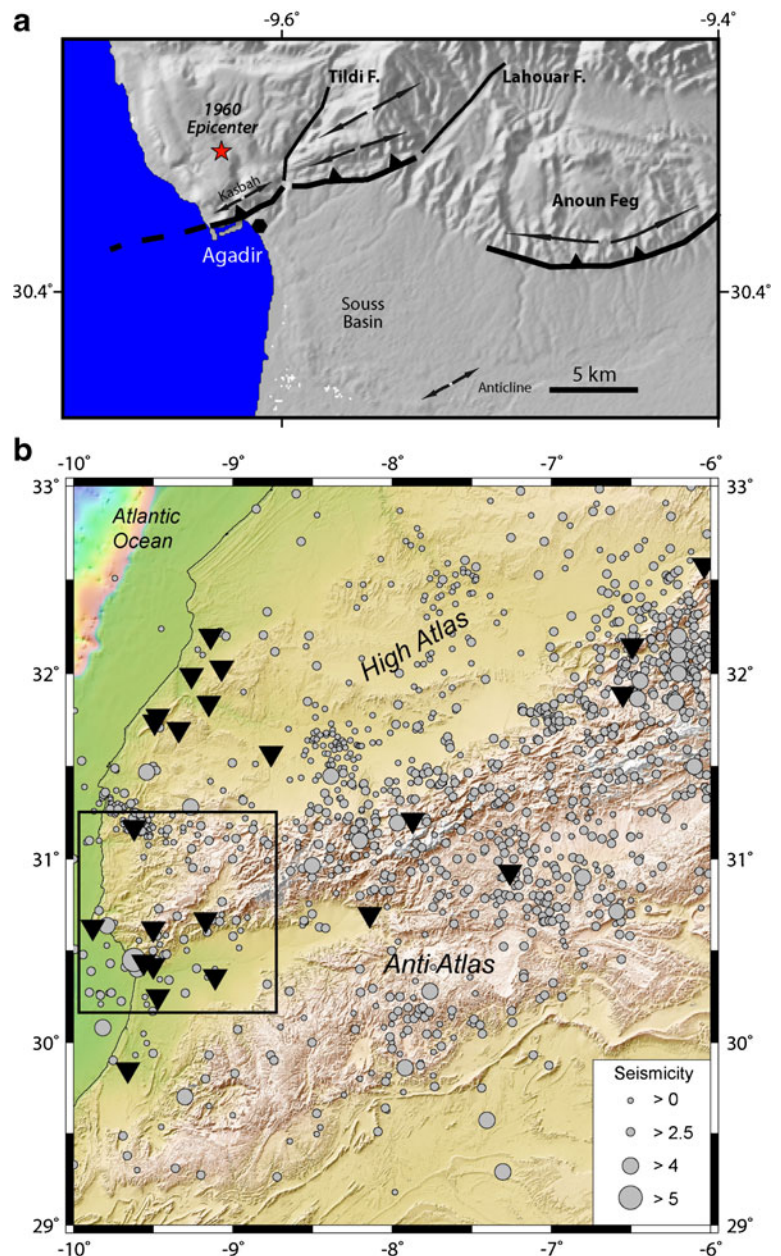 a
-9.6°
-9.4°
Tildi F.
Lahouar F.
1960
Epicenter
Kasbah
Anoun Feg
Agadir
30.4°
30.4°
Souss
Basin
Anticline
5 km
b
-10°
-9°
-8°
-7°
-6°
33°
33°
Atlantic
Ocean
High Atlas
32°
32°
31°
31°
Anti Atlas
30°
30°
Seismicity
> 0
> 2.5
> 4
> 5
29°
29°
-10°
-9°
-8°
-7°
-6°